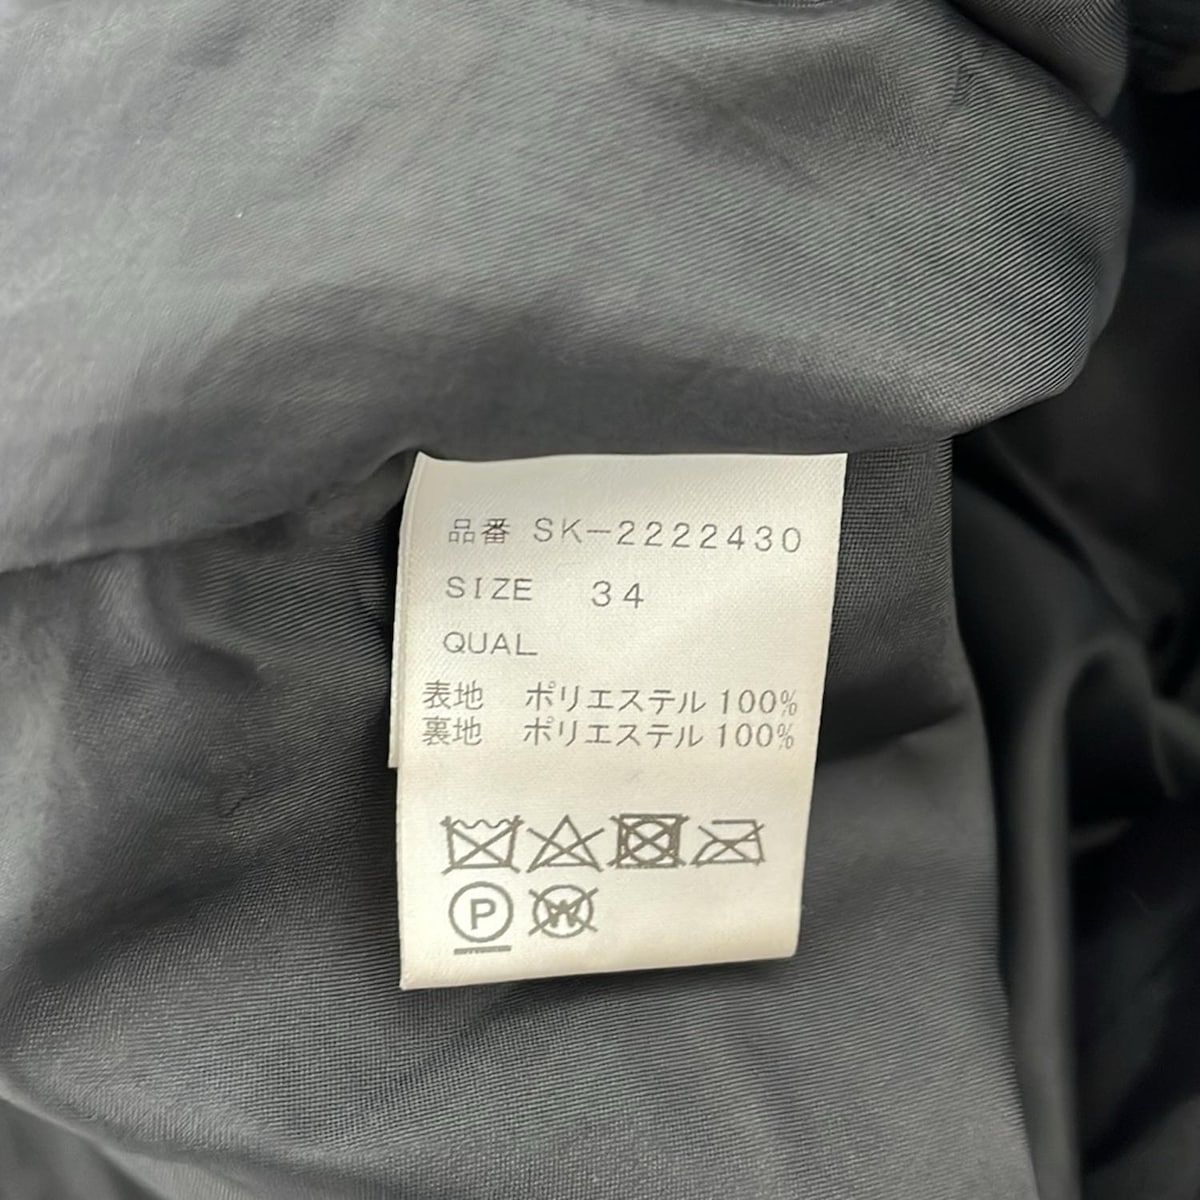 品番 SK-2222430
SIZE 34
QUAL
表地 ポリエステル 100%
裏地 ポリエステル 100%
P W